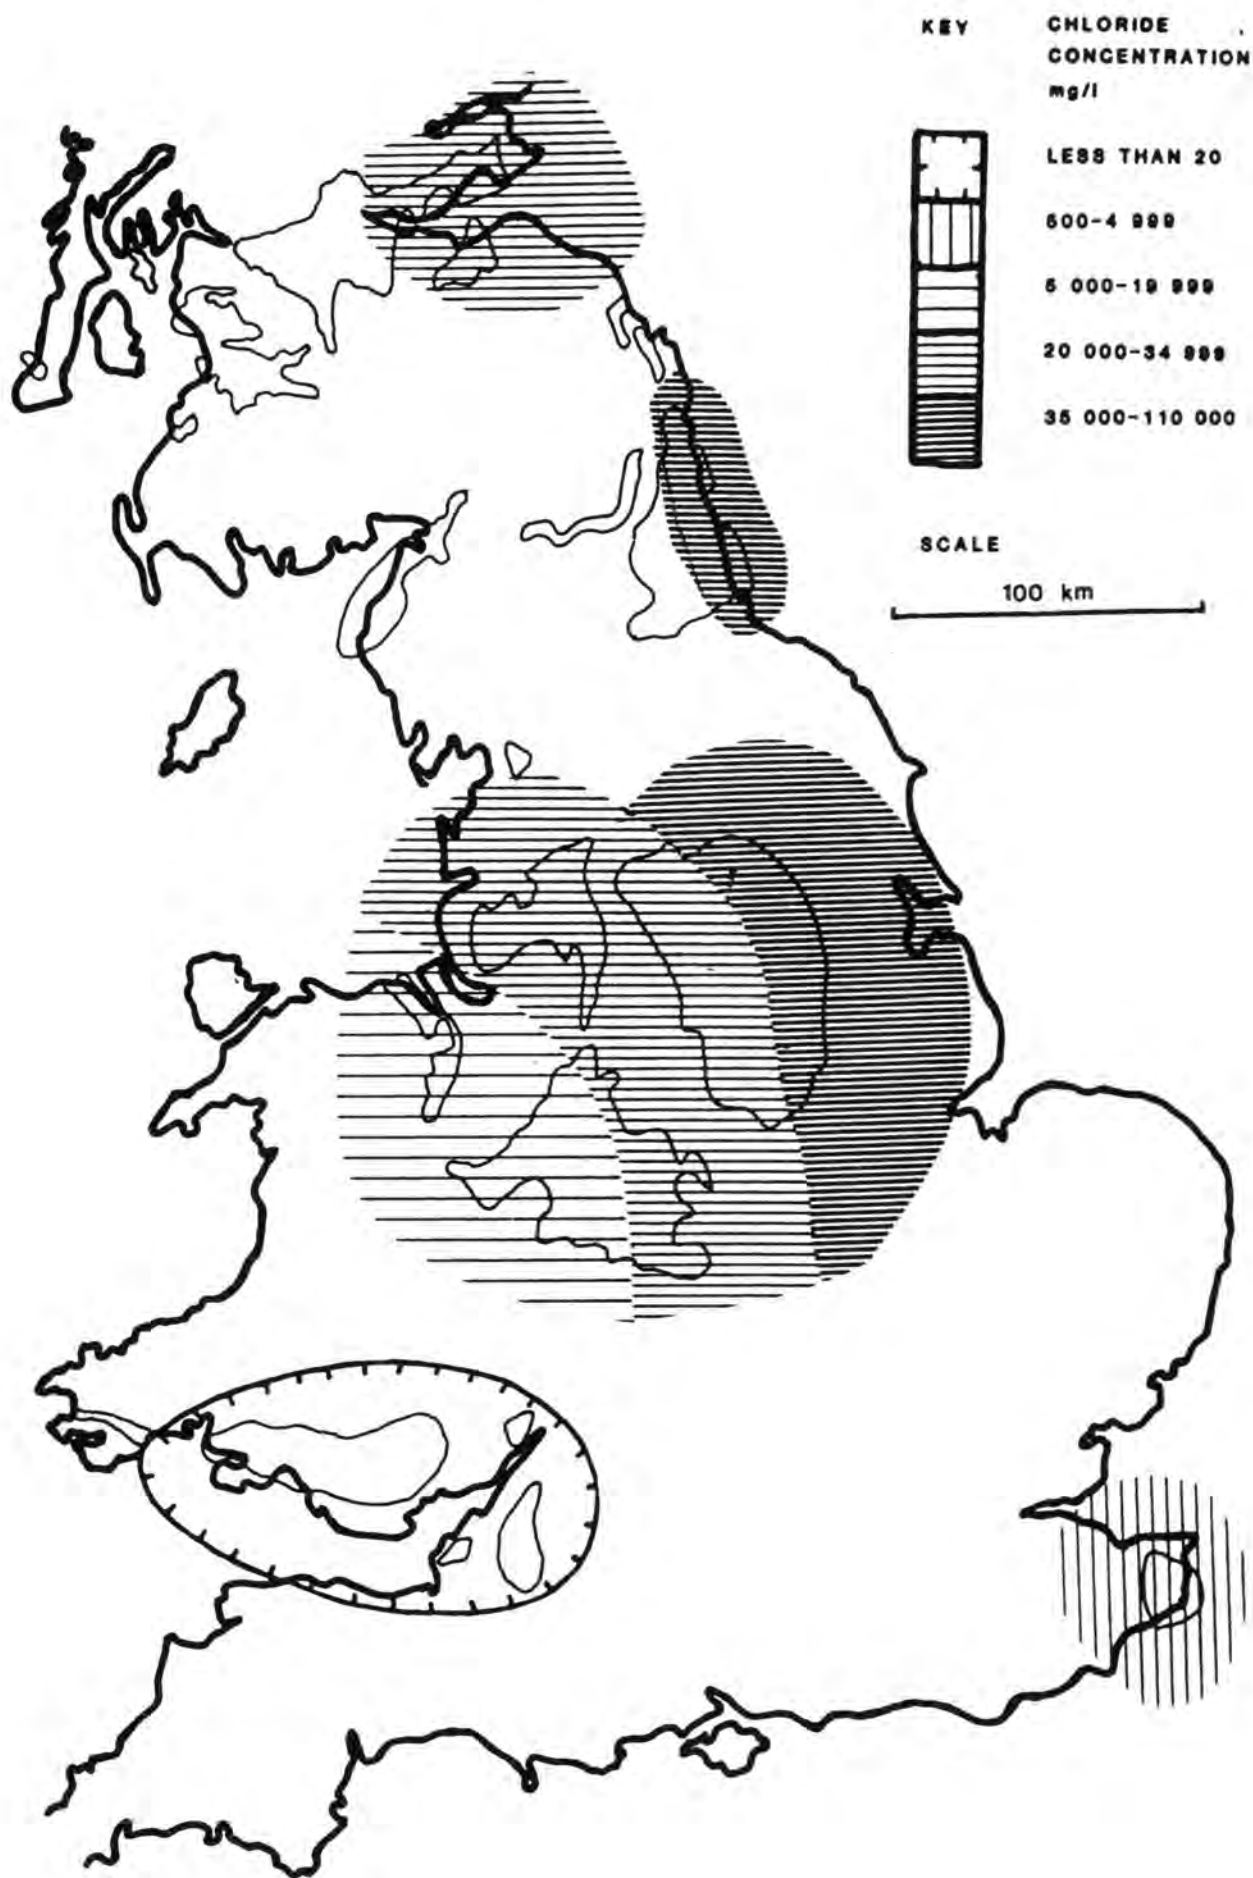 KEY
CHLORIDE
CONCENTRATION
mg/l
LESS THAN 20
500-4 999
5 000-19 999
20 000-34 999
35 000-110 000
SCALE
100 km